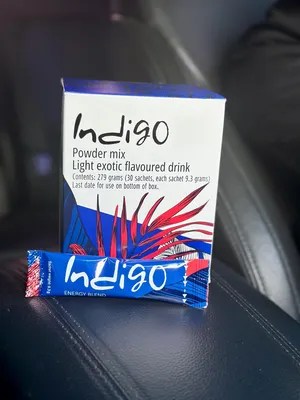 Indigo
Powder mix
Light exotic flavoured drink
Contents: 279 grams (30 sachets, each sachet 9.3 grams)
Last date for use on bottom of box.
Indigo
ENERGY BLEND